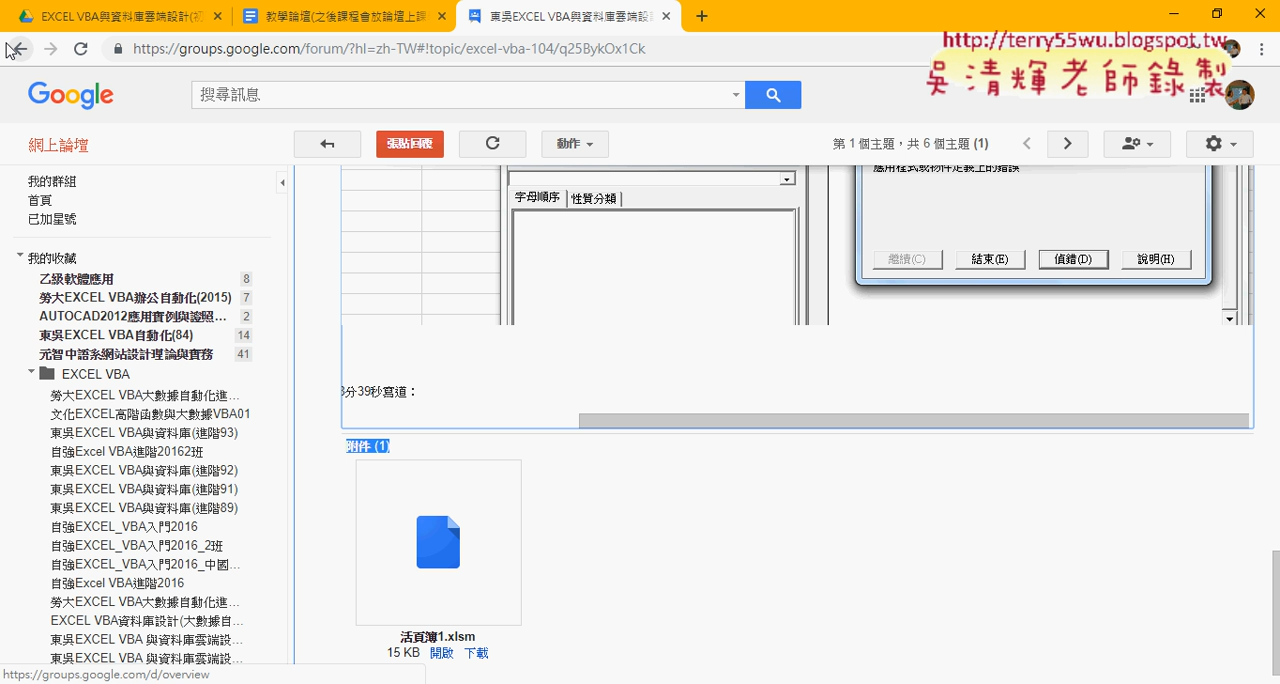 EXCEL VBA與資料庫雲端設計(初
教學論壇(之後課程會放論壇上課
東吳EXCEL VBA與資料庫雲端設
https://groups.google.com/forum/?hl=zh-TW#!topic/excel-vba-104/q25BykOx1Ck
http://terry55wu.blogspot.tw
吳清輝老師錄製
Google
搜尋訊息
網上論壇
張貼回覆
動作
第 1 個主題，共 6 個主題 (1)
我的群組
首頁
已加星號
我的收藏
乙級軟體應用 8
勞大EXCEL VBA辦公自動化(2015) 7
AUTOCAD2012應用實例與證照... 2
東吳EXCEL VBA自動化(84) 14
元智中語系網站設計理論與實務 41
EXCEL VBA
勞大EXCEL VBA大數據自動化進...
文化EXCEL高階函數與大數據VBA01
東吳EXCEL VBA與資料庫(進階93)
自強Excel VBA進階20162班
東吳EXCEL VBA與資料庫(進階92)
東吳EXCEL VBA與資料庫(進階91)
東吳EXCEL VBA與資料庫(進階89)
自強EXCEL_VBA入門2016
自強EXCEL_VBA入門2016_2班
自強EXCEL_VBA入門2016_中國...
自強Excel VBA進階2016
勞大EXCEL VBA大數據自動化進...
EXCEL VBA資料庫設計(大數據自...
東吳EXCEL VBA 與資料庫雲端設...
東吳EXCEL VBA 與資料庫雲端設...
https://groups.google.com/d/overview
應用程式或物件定義上的錯誤
字母順序
性質分類
繼續(C)
結束(E)
偵錯(D)
說明(H)
分39秒寫道：
附件 (1)
活頁簿1.xlsm
15 KB 開啟 下載